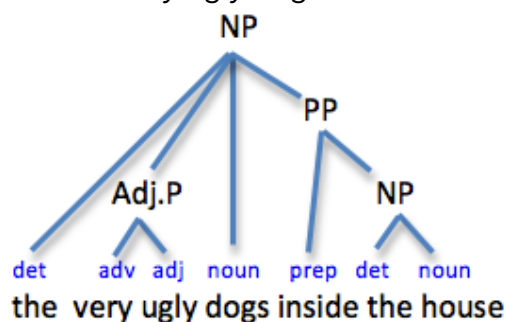 NP
PP
Adj.P NP
det adv adj noun prep det noun
the very ugly dogs inside the house